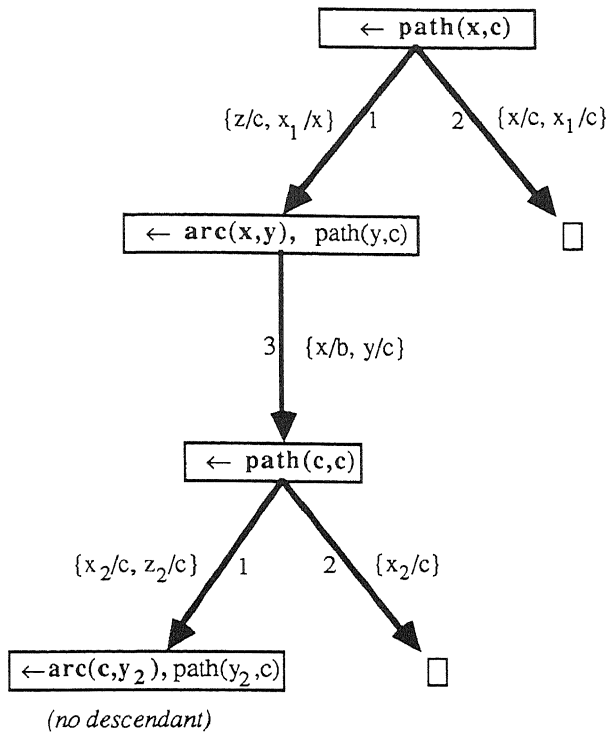 ← path(x,c)
{z/c, x₁/x} 1 2 {x/c, x₁/c}
← arc(x,y), path(y,c)
3 {x/b, y/c}
← path(c,c)
{x₂/c, z₂/c} 1 2 {x₂/c}
←arc(c,y₂), path(y₂,c)
(no descendant)